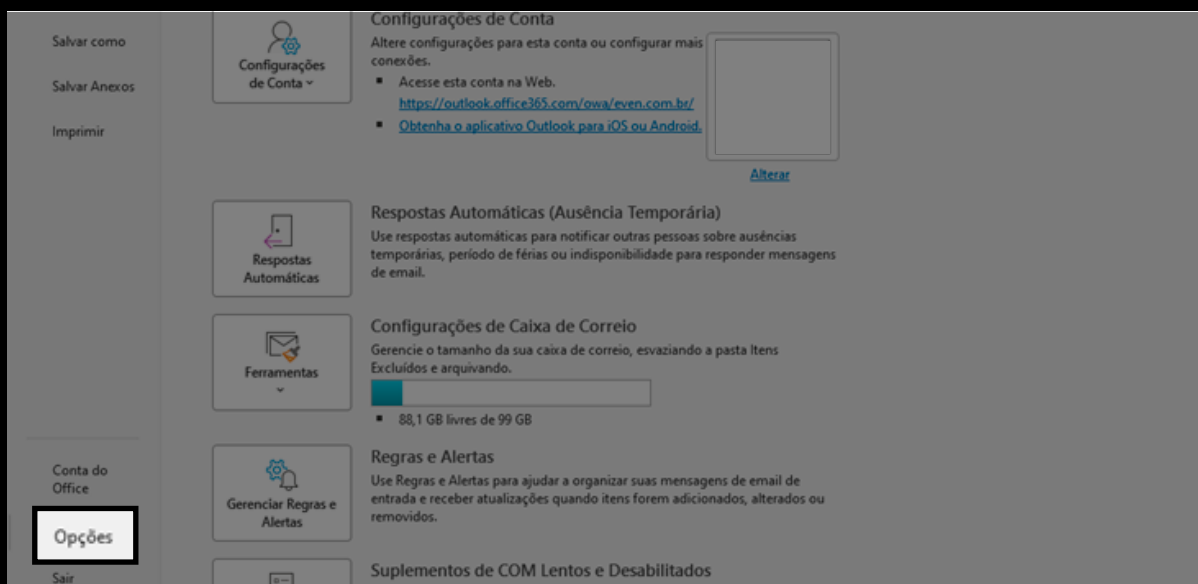 Salvar como
Salvar Anexos
Imprimir
Conta do
Office
Opções
Sair
Configurações
de Conta
Configurações de Conta
Altere configurações para esta conta ou configurar mais
conexões.
Acesse esta conta na Web.
https://outlook.office365.com/owa/even.com.br/
Obtenha o aplicativo Outlook para iOS ou Android.
Alterar
Respostas
Automáticas
Respostas Automáticas (Ausência Temporária)
Use respostas automáticas para notificar outras pessoas sobre ausências
temporárias, período de férias ou indisponibilidade para responder mensagens
de email.
Ferramentas
Configurações de Caixa de Correio
Gerencie o tamanho da sua caixa de correio, esvaziando a pasta Itens
Excluídos e arquivando.
88,1 GB livres de 99 GB
Gerenciar Regras e
Alertas
Regras e Alertas
Use Regras e Alertas para ajudar a organizar suas mensagens de email de
entrada e receber atualizações quando itens forem adicionados, alterados ou
removidos.
Suplementos de COM Lentos e Desabilitados